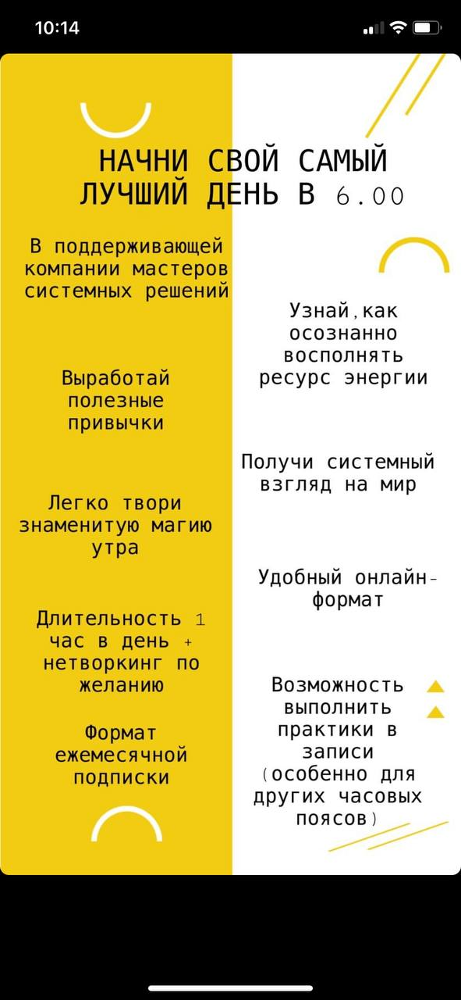 10:14
НАЧНИ СВОЙ САМЫЙ
ЛУЧШИЙ ДЕНЬ В 6.00
В поддерживающей
компании мастеров
системных решений
Узнай,как
осознанно
восполнять
ресурс энергии
Выработай
полезные
привычки
Получи системный
взгляд на мир
Легко твори
знаменитую магию
утра
Удобный онлайн-
формат
Длительность 1
час в день +
нетворкинг по
желанию
Возможность
выполнить
практики в
записи
(особенно для
других часовых
поясов)
Формат
ежемесячной
подписки